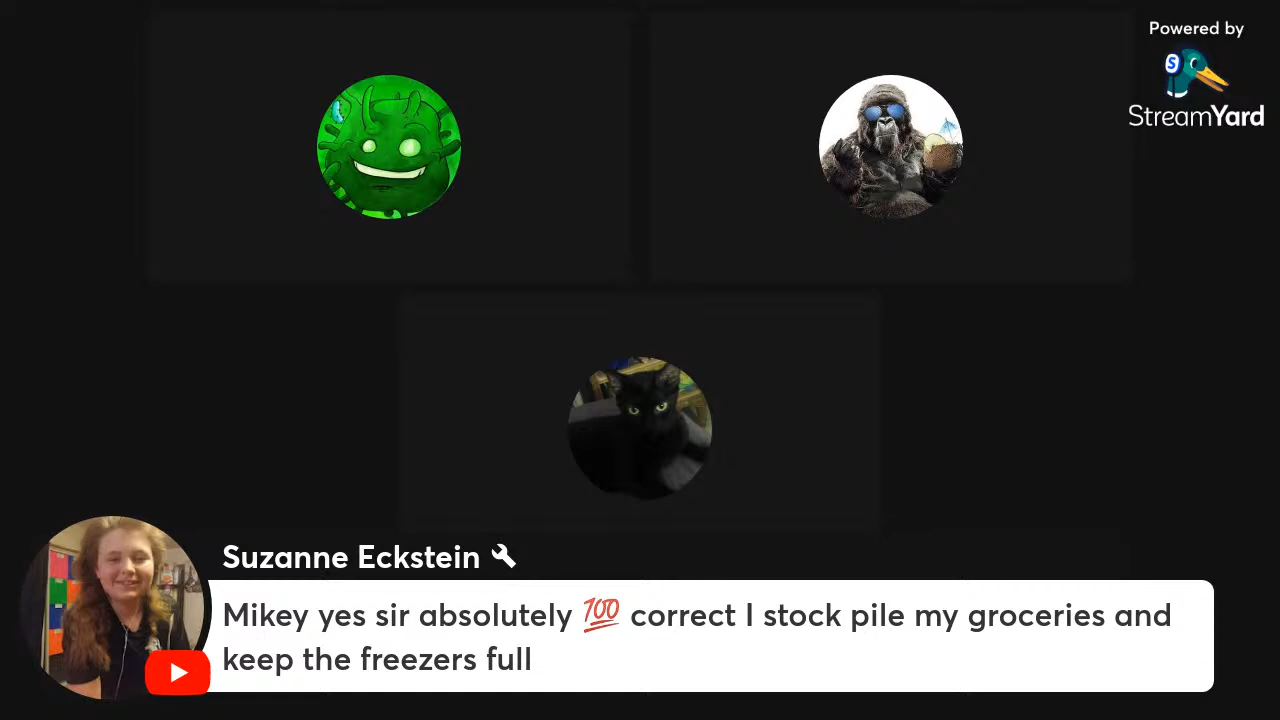 Powered by
StreamYard
Suzanne Eckstein
Mikey yes sir absolutely 💯 correct I stock pile my groceries and
keep the freezers full